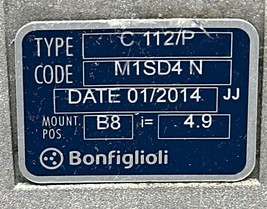 TYPE C 112/P
CODE M1SD4 N
DATE 01/2014 JJ
MOUNT. POS. B8 i= 4.9
Bonfiglioli